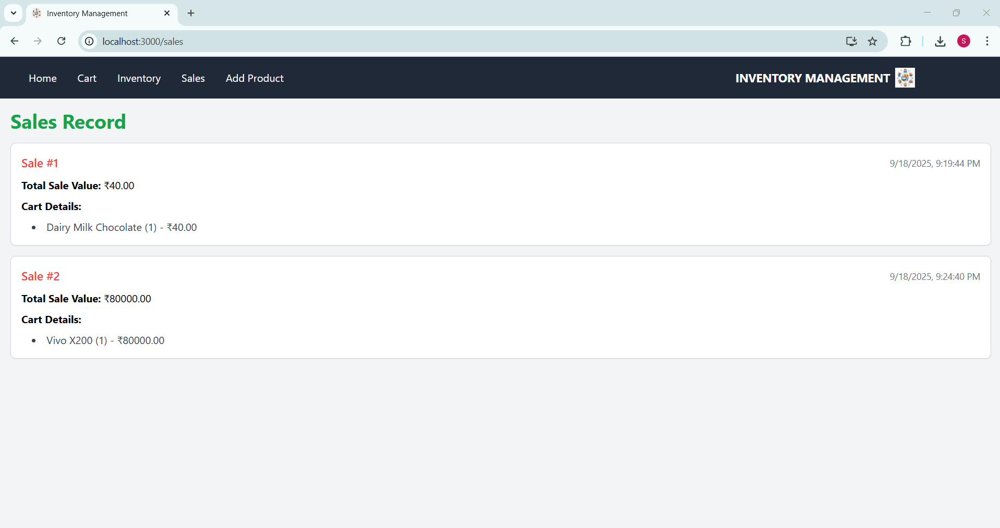 Inventory Management
localhost:3000/sales
S
Home Cart Inventory Sales Add Product INVENTORY MANAGEMENT
Sales Record
Sale #1 9/18/2025, 9:19:44 PM
Total Sale Value: ₹40.00
Cart Details:
• Dairy Milk Chocolate (1) - ₹40.00
Sale #2 9/18/2025, 9:24:40 PM
Total Sale Value: ₹80000.00
Cart Details:
• Vivo X200 (1) - ₹80000.00